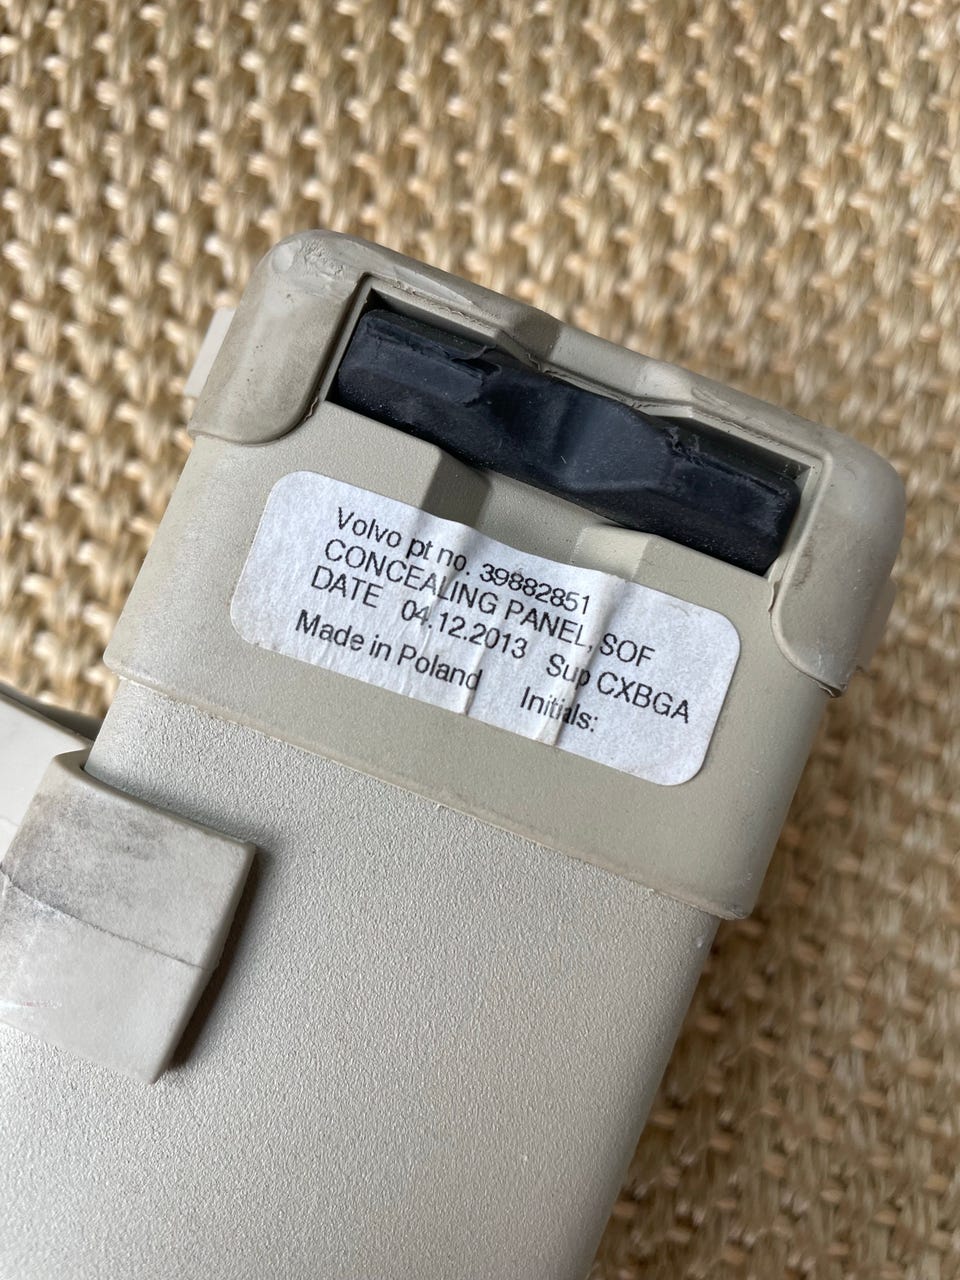 Volvo pt no. 39882851
CONCEALING PANEL, SOF
DATE 04.12.2013 Sup CXBGA
Made in Poland Initials: